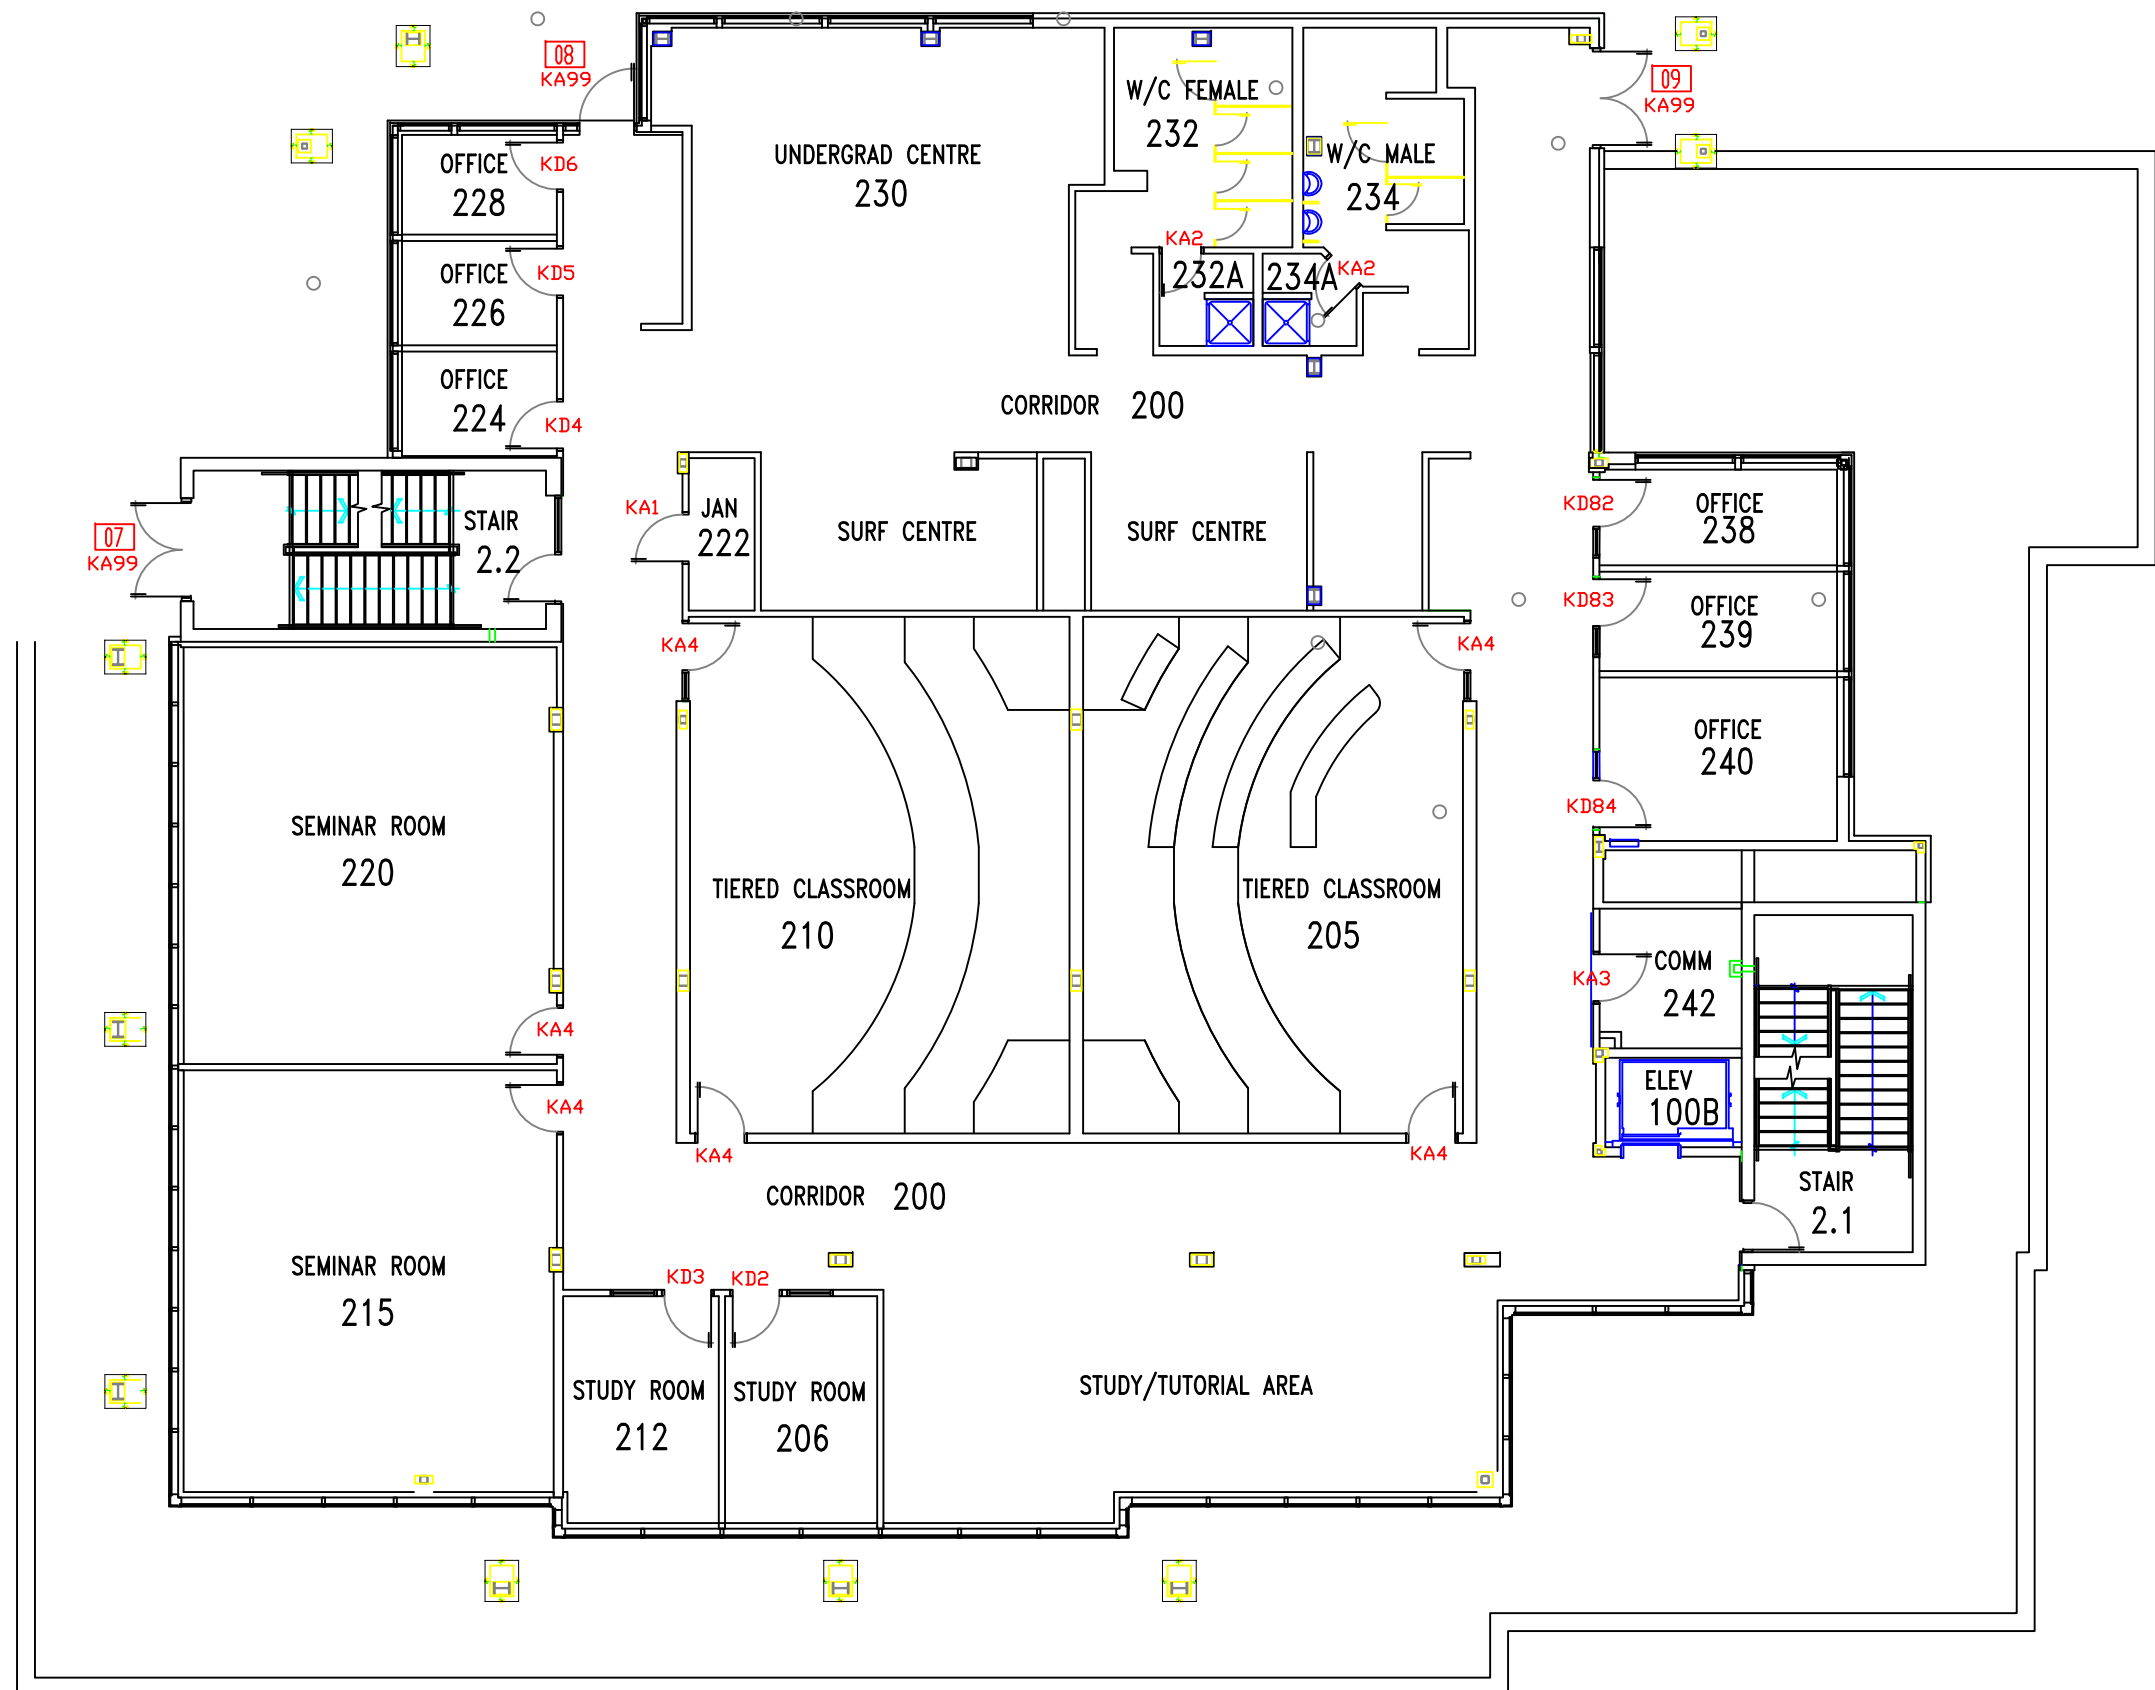 08
KA99
09
KA99
W/C FEMALE
232
OFFICE
228
KD6
UNDERGRAD CENTRE
230
W/C MALE
234
KA2
KA2
232A
234A
OFFICE
226
KD5
OFFICE
224
KD4
CORRIDOR 200
07
KA99
STAIR
2.2
KA1
JAN
222
SURF CENTRE
SURF CENTRE
KD82
OFFICE
238
KD83
OFFICE
239
KA4
KA4
OFFICE
240
KD84
SEMINAR ROOM
220
TIERED CLASSROOM
210
TIERED CLASSROOM
205
COMM
242
KA3
KA4
KA4
ELEV
100B
KA4
KA4
STAIR
2.1
CORRIDOR 200
SEMINAR ROOM
215
KD3
KD2
STUDY ROOM
212
STUDY ROOM
206
STUDY/TUTORIAL AREA